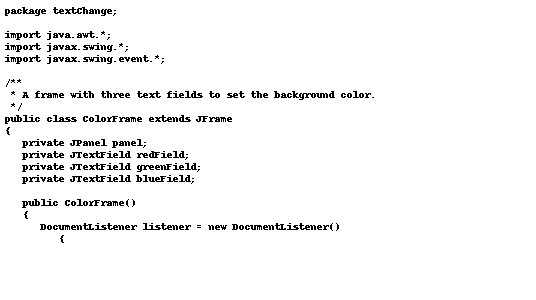 package textChange;

import java.awt.*;
import javax.swing.*;
import javax.swing.event.*;

/**
 * A frame with three text fields to set the background color.
 */
public class ColorFrame extends JFrame
{
   private JPanel panel;
   private JTextField redField;
   private JTextField greenField;
   private JTextField blueField;

   public ColorFrame()
   {
      DocumentListener listener = new DocumentListener()
         {